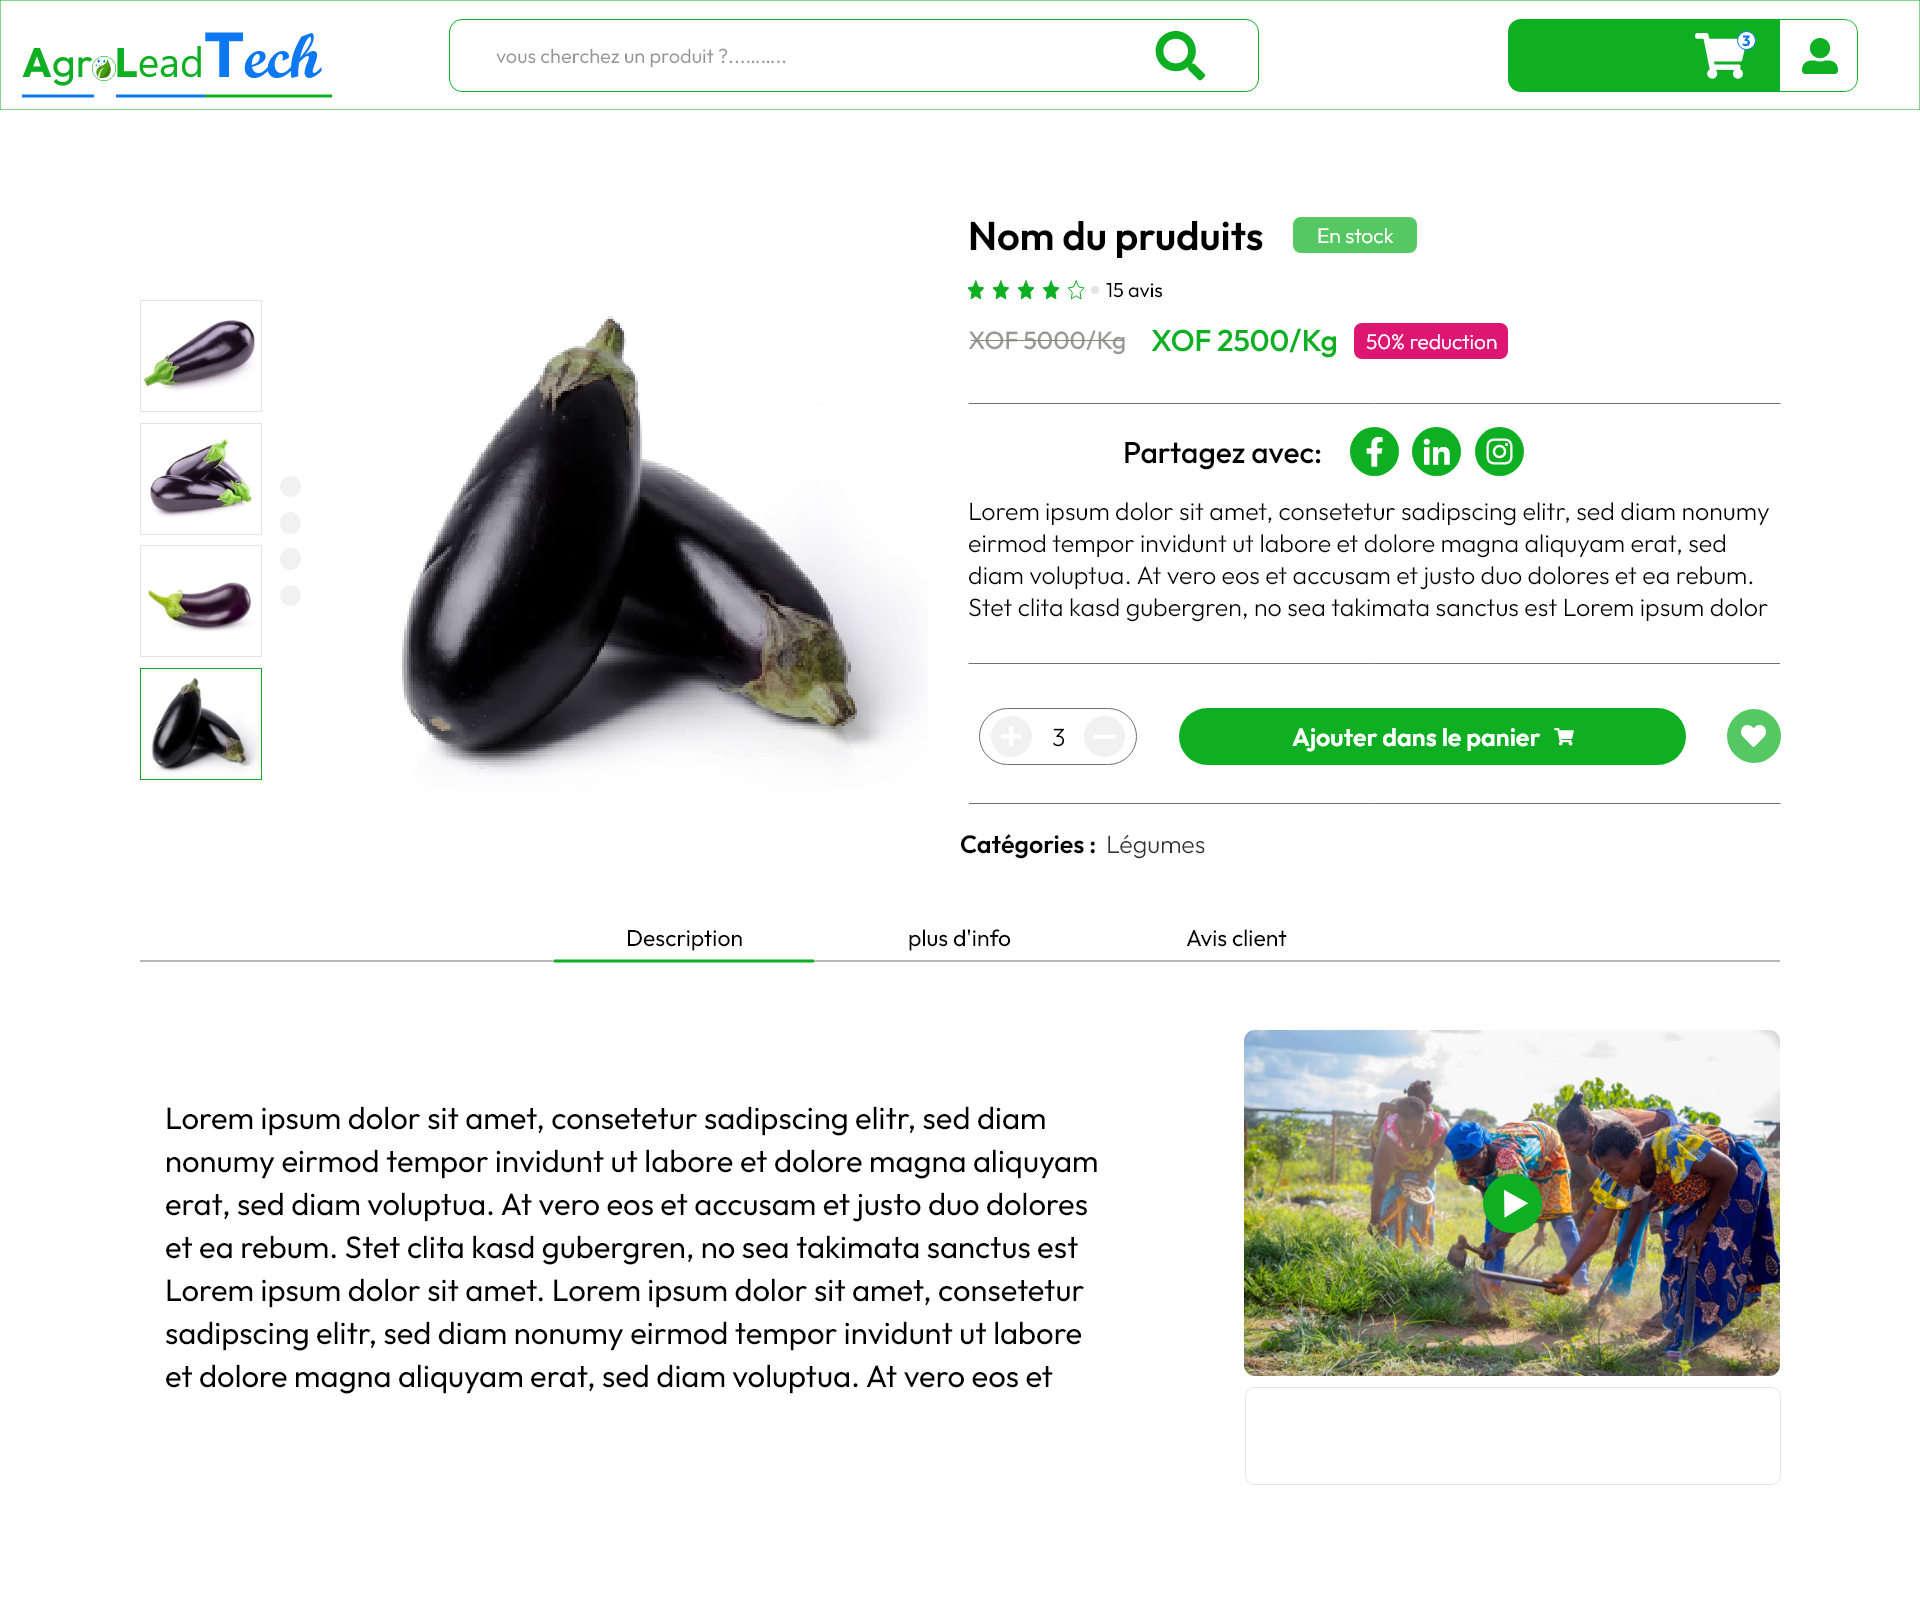 AgroLeadTech
vous cherchez un produit ?...........
3
Nom du pruduits
En stock
15 avis
XOF 5000/Kg
XOF 2500/Kg
50% reduction
Partagez avec:
Lorem ipsum dolor sit amet, consetetur sadipscing elitr, sed diam nonumy
eirmod tempor invidunt ut labore et dolore magna aliquyam erat, sed
diam voluptua. At vero eos et accusam et justo duo dolores et ea rebum.
Stet clita kasd gubergren, no sea takimata sanctus est Lorem ipsum dolor
3
Ajouter dans le panier
Catégories : Légumes
Description
plus d'info
Avis client
Lorem ipsum dolor sit amet, consetetur sadipscing elitr, sed diam
nonumy eirmod tempor invidunt ut labore et dolore magna aliquyam
erat, sed diam voluptua. At vero eos et accusam et justo duo dolores
et ea rebum. Stet clita kasd gubergren, no sea takimata sanctus est
Lorem ipsum dolor sit amet. Lorem ipsum dolor sit amet, consetetur
sadipscing elitr, sed diam nonumy eirmod tempor invidunt ut labore
et dolore magna aliquyam erat, sed diam voluptua. At vero eos et